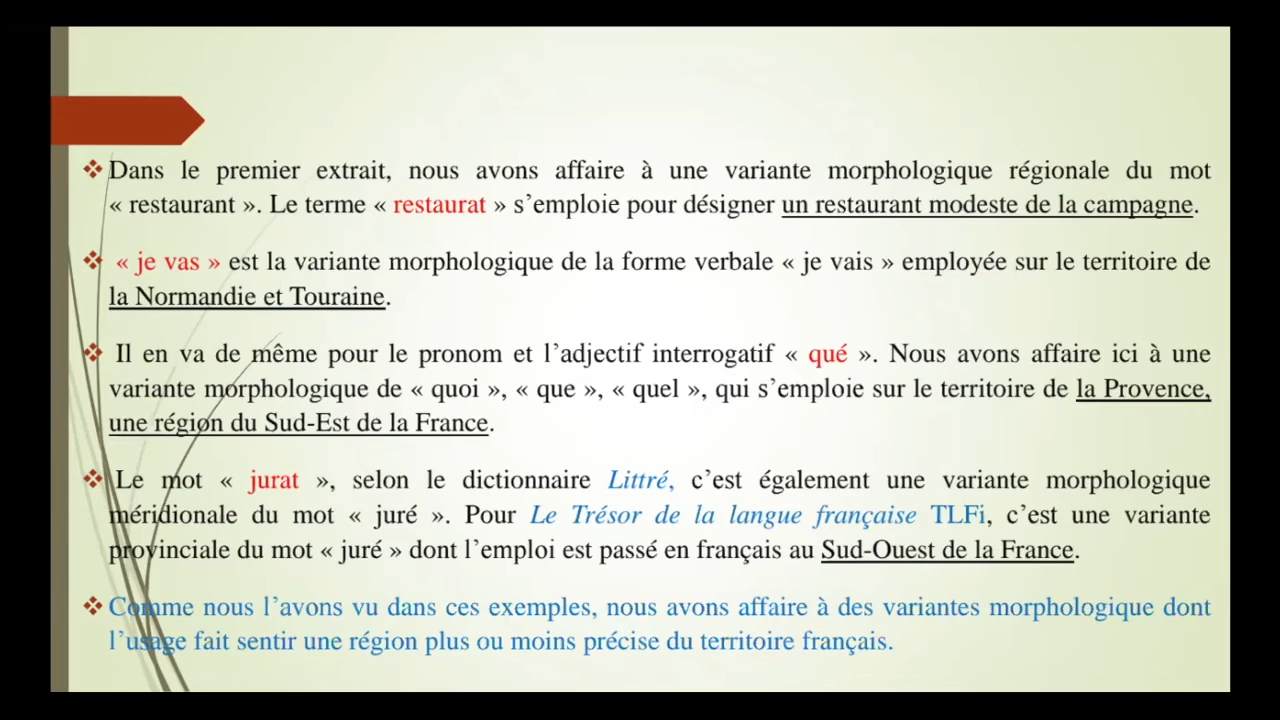 Dans le premier extrait, nous avons affaire à une variante morphologique régionale du mot
« restaurant ». Le terme « restaurat » s’emploie pour désigner un restaurant modeste de la campagne.
« je vas » est la variante morphologique de la forme verbale « je vais » employée sur le territoire de
la Normandie et Touraine.
Il en va de même pour le pronom et l’adjectif interrogatif « qué ». Nous avons affaire ici à une
variante morphologique de « quoi », « que », « quel », qui s’emploie sur le territoire de la Provence,
une région du Sud-Est de la France.
Le mot « jurat », selon le dictionnaire Littré, c’est également une variante morphologique
méridionale du mot « juré ». Pour Le Trésor de la langue française TLFi, c’est une variante
provinciale du mot « juré » dont l’emploi est passé en français au Sud-Ouest de la France.
Comme nous l’avons vu dans ces exemples, nous avons affaire à des variantes morphologique dont
l’usage fait sentir une région plus ou moins précise du territoire français.